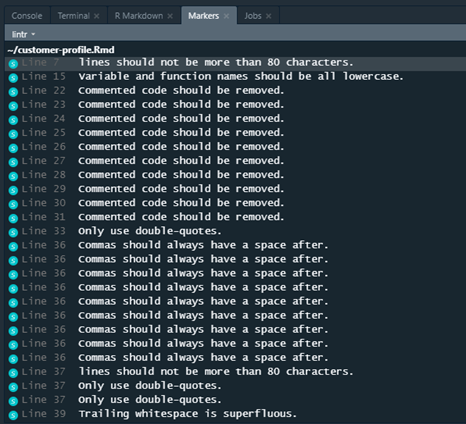 Console Terminal × R Markdown × Markers × Jobs ×
lintr
~/customer-profile.Rmd
S Line 7 lines should not be more than 80 characters.
S Line 15 Variable and function names should be all lowercase.
S Line 22 Commented code should be removed.
S Line 23 Commented code should be removed.
S Line 24 Commented code should be removed.
S Line 25 Commented code should be removed.
S Line 26 Commented code should be removed.
S Line 27 Commented code should be removed.
S Line 28 Commented code should be removed.
S Line 29 Commented code should be removed.
S Line 30 Commented code should be removed.
S Line 31 Commented code should be removed.
S Line 33 Only use double-quotes.
S Line 36 Commas should always have a space after.
S Line 36 Commas should always have a space after.
S Line 36 Commas should always have a space after.
S Line 36 Commas should always have a space after.
S Line 36 Commas should always have a space after.
S Line 36 Commas should always have a space after.
S Line 36 Commas should always have a space after.
S Line 36 Commas should always have a space after.
S Line 36 Commas should always have a space after.
S Line 37 lines should not be more than 80 characters.
S Line 37 Only use double-quotes.
S Line 37 Only use double-quotes.
S Line 39 Trailing whitespace is superfluous.